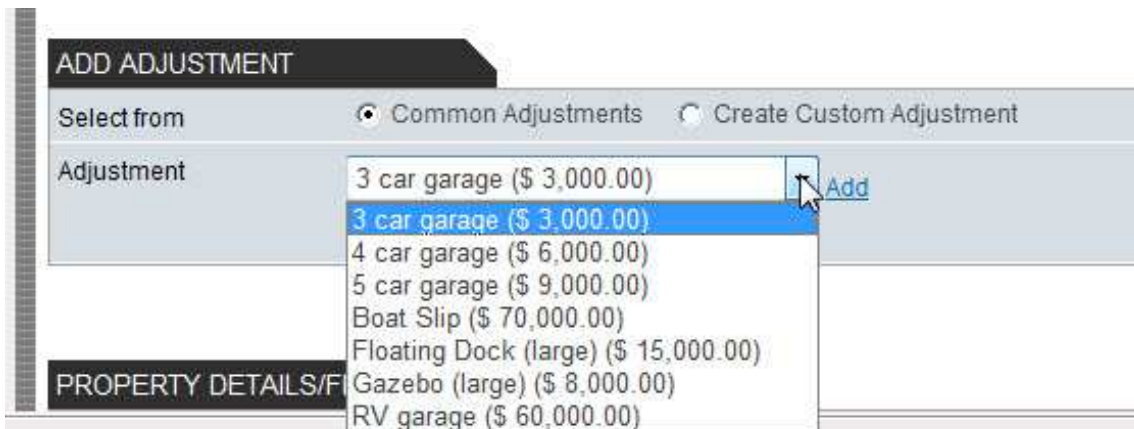 ADD ADJUSTMENT
Select from Common Adjustments Create Custom Adjustment
Adjustment 3 car garage ($ 3,000.00) Add
3 car garage ($ 3,000.00)
4 car garage ($ 6,000.00)
5 car garage ($ 9,000.00)
Boat Slip ($ 70,000.00)
Floating Dock (large) ($ 15,000.00)
PROPERTY DETAILS/F Gazebo (large) ($ 8,000.00)
RV garage ($ 60,000.00)